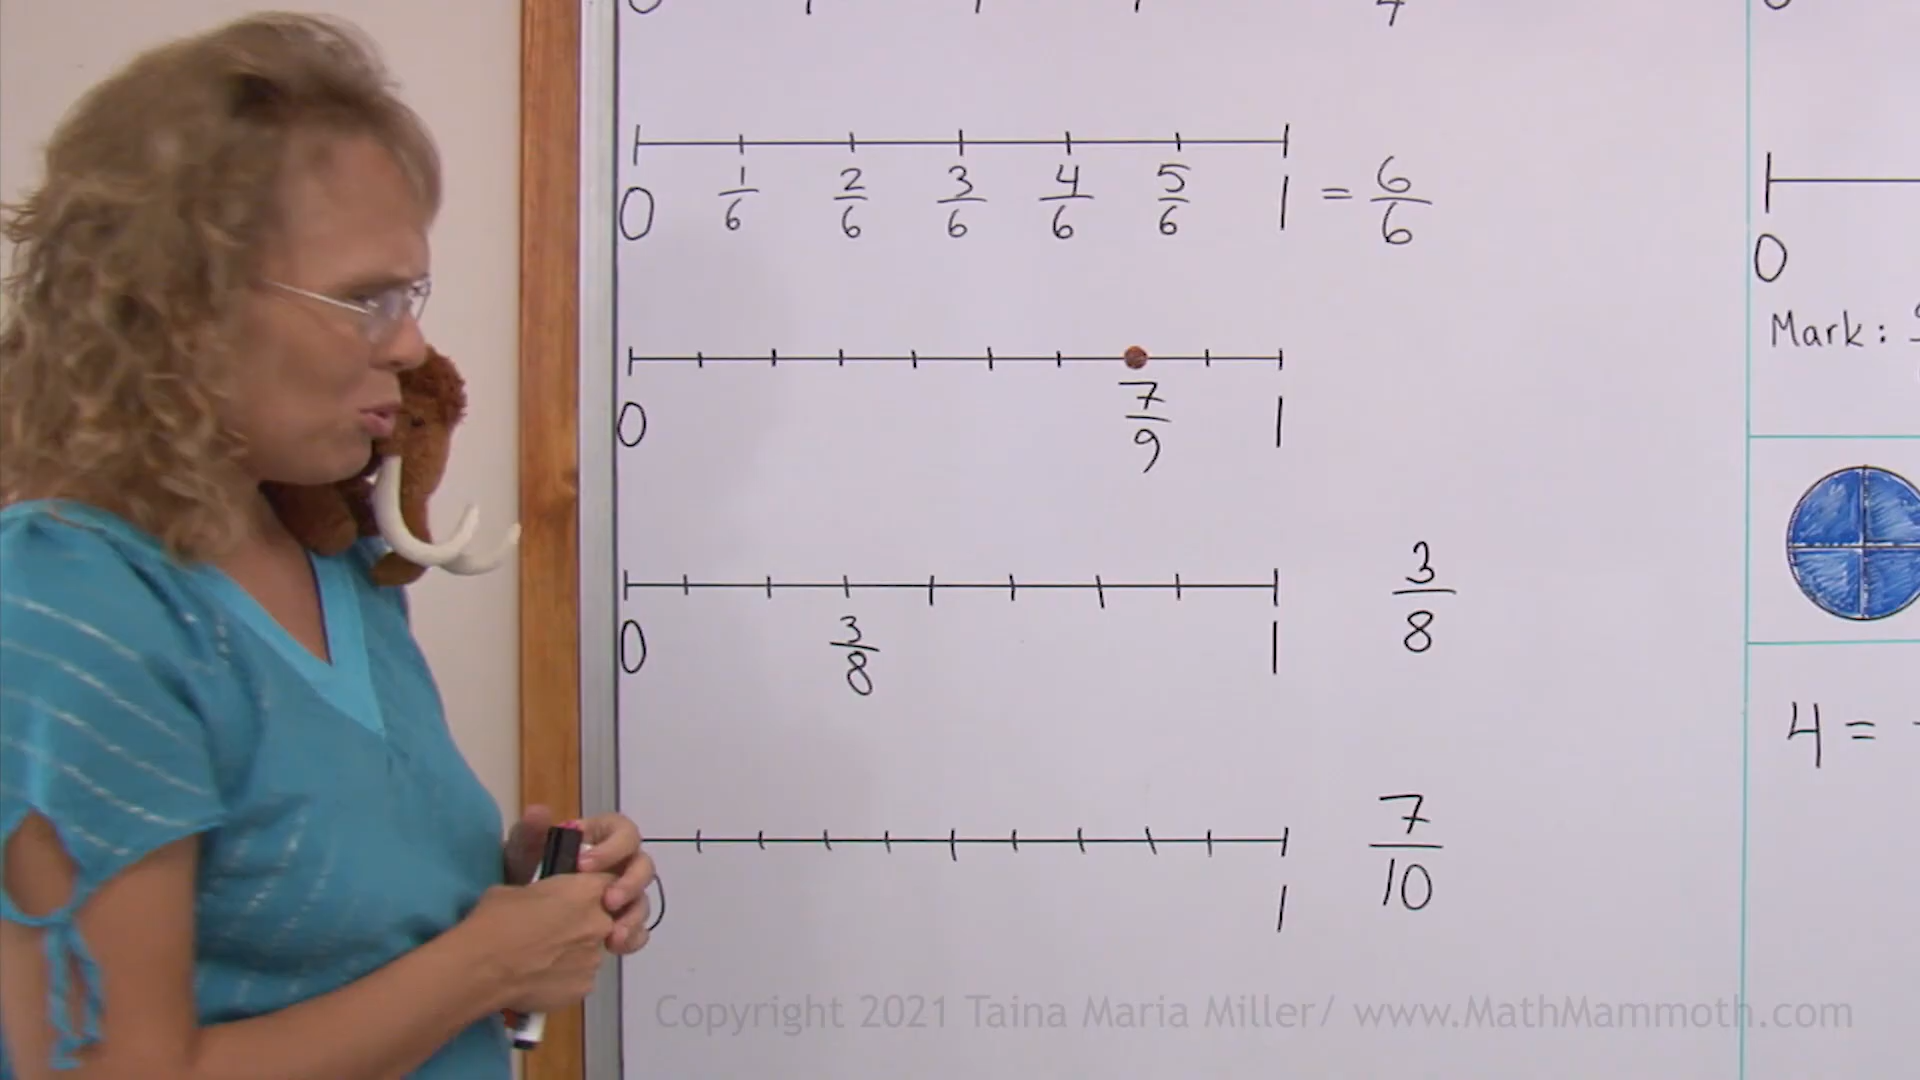 0 1/6 2/6 3/6 4/6 5/6 1 = 6/6
0 7/9 1
0 3/8 1 3/8
0 1 7/10
0
Mark:
4 =
Copyright 2021 Taina Maria Miller/ www.MathMammoth.com